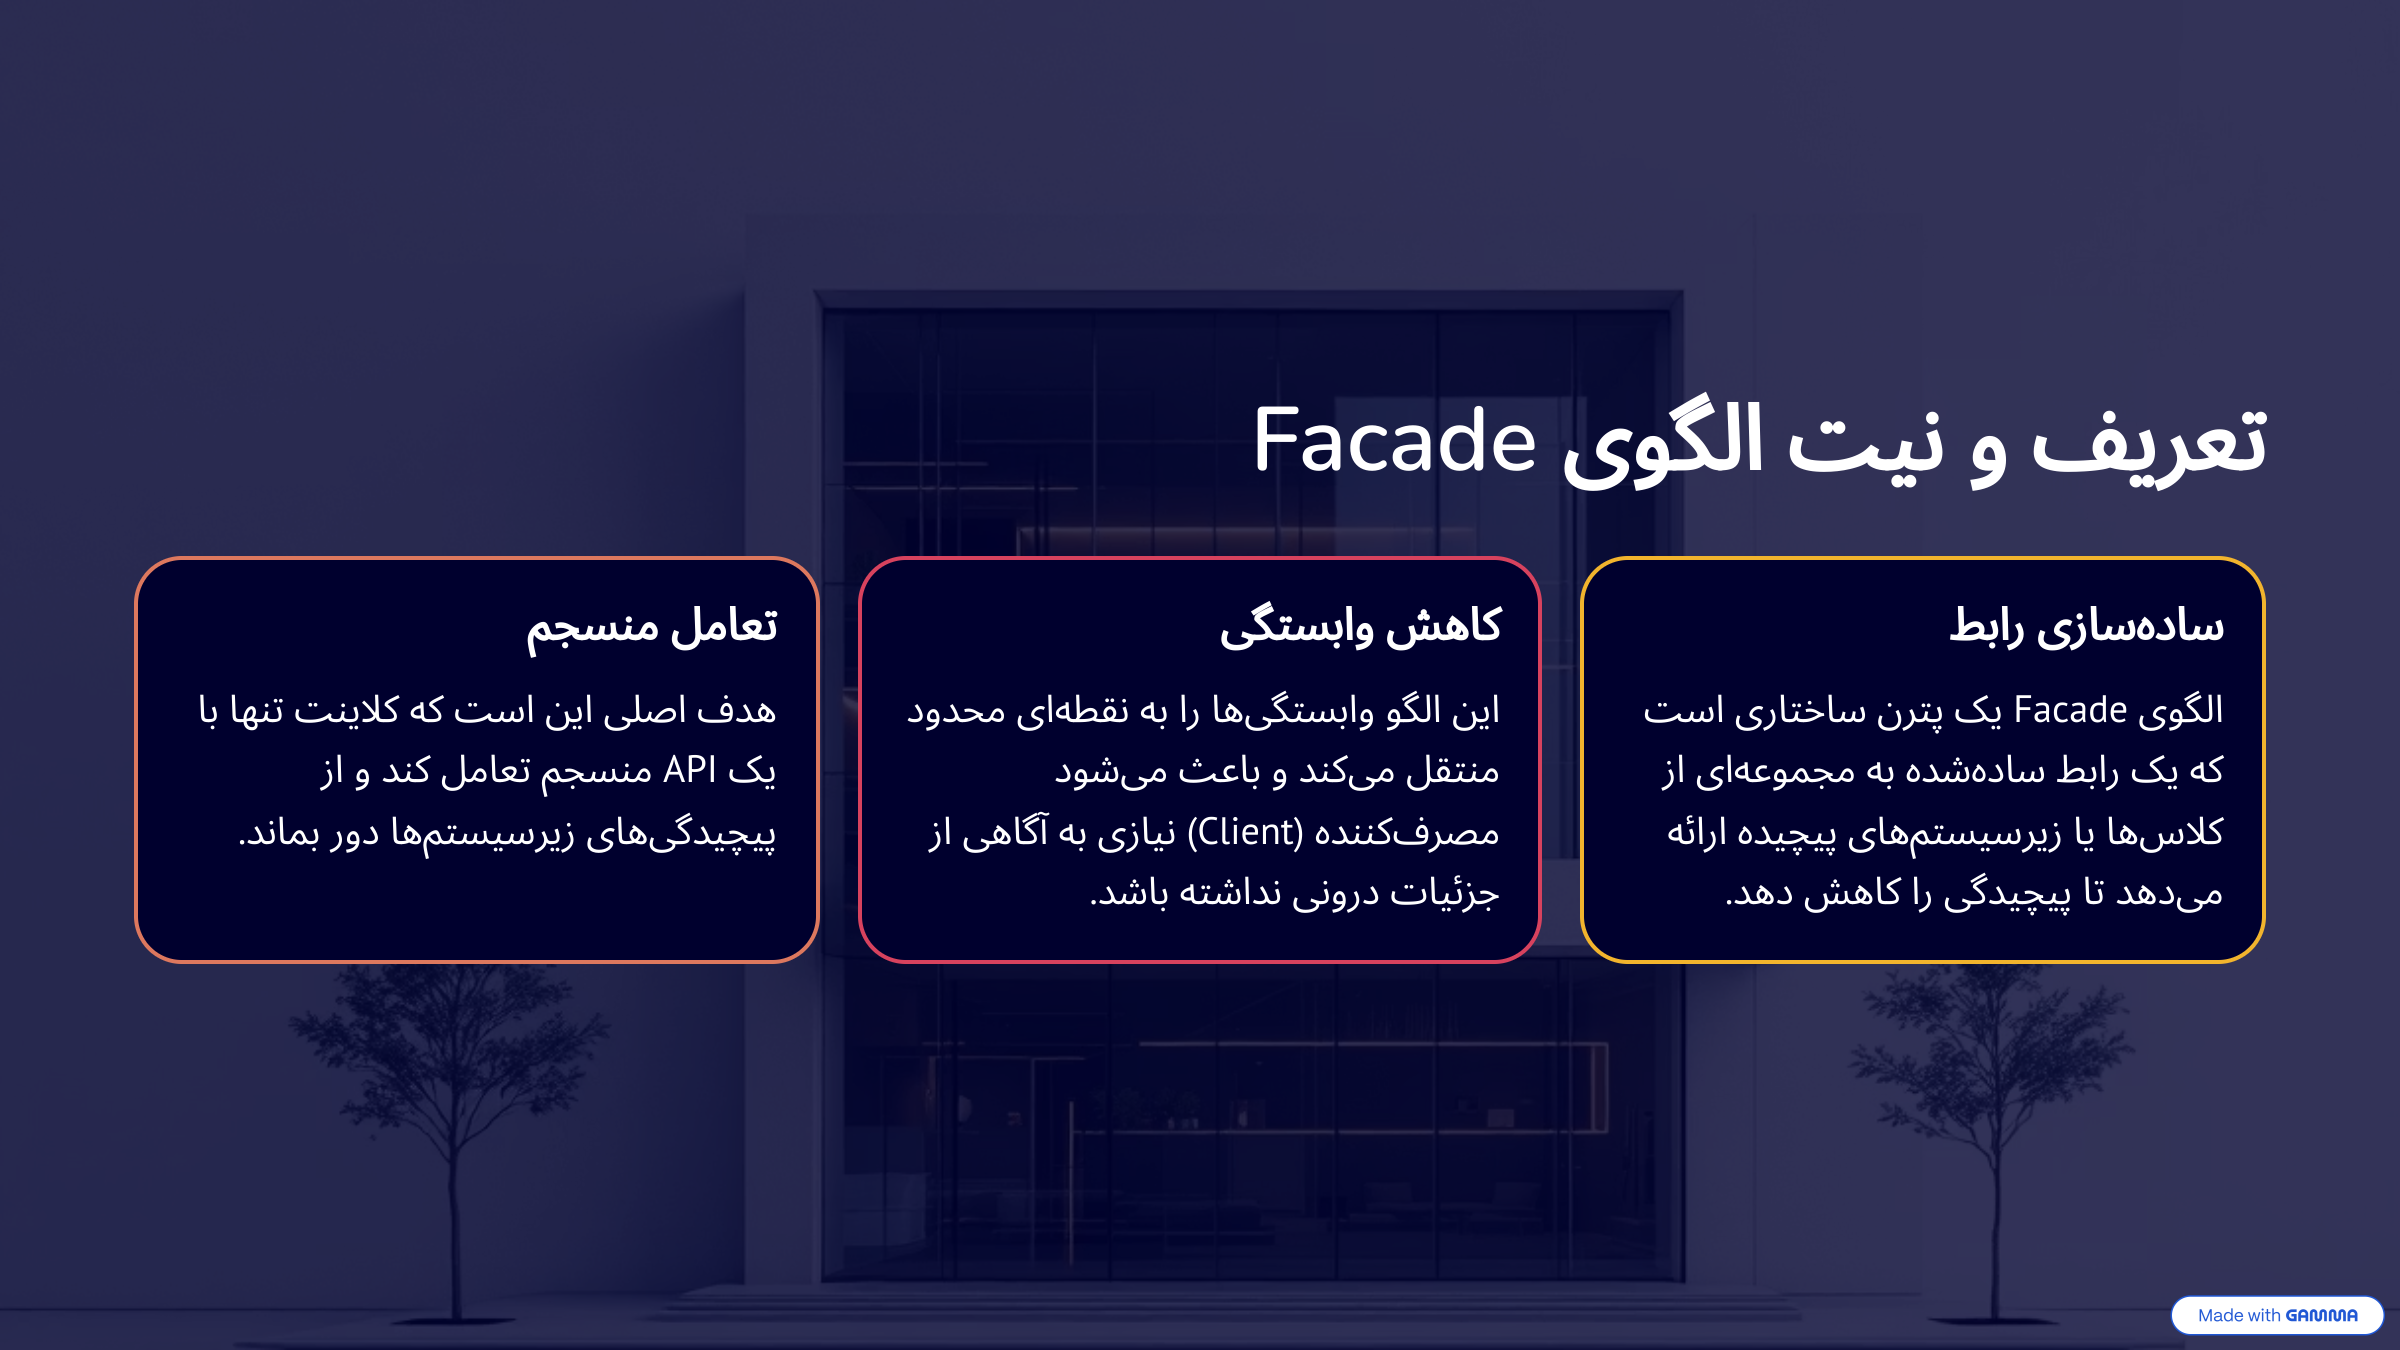 تعریف و نیت الگوی Facade
ساده‌سازی رابط
الگوی Facade یک پترن ساختاری است
که یک رابط ساده‌شده به مجموعه‌ای از
کلاس‌ها یا زیرسیستم‌های پیچیده ارائه
می‌دهد تا پیچیدگی را کاهش دهد.
کاهش وابستگی
این الگو وابستگی‌ها را به نقطه‌ای محدود
منتقل می‌کند و باعث می‌شود
مصرف‌کننده (Client) نیازی به آگاهی از
جزئیات درونی نداشته باشد.
تعامل منسجم
هدف اصلی این است که کلاینت تنها با
یک API منسجم تعامل کند و از
پیچیدگی‌های زیرسیستم‌ها دور بماند.
Made with GAMMA